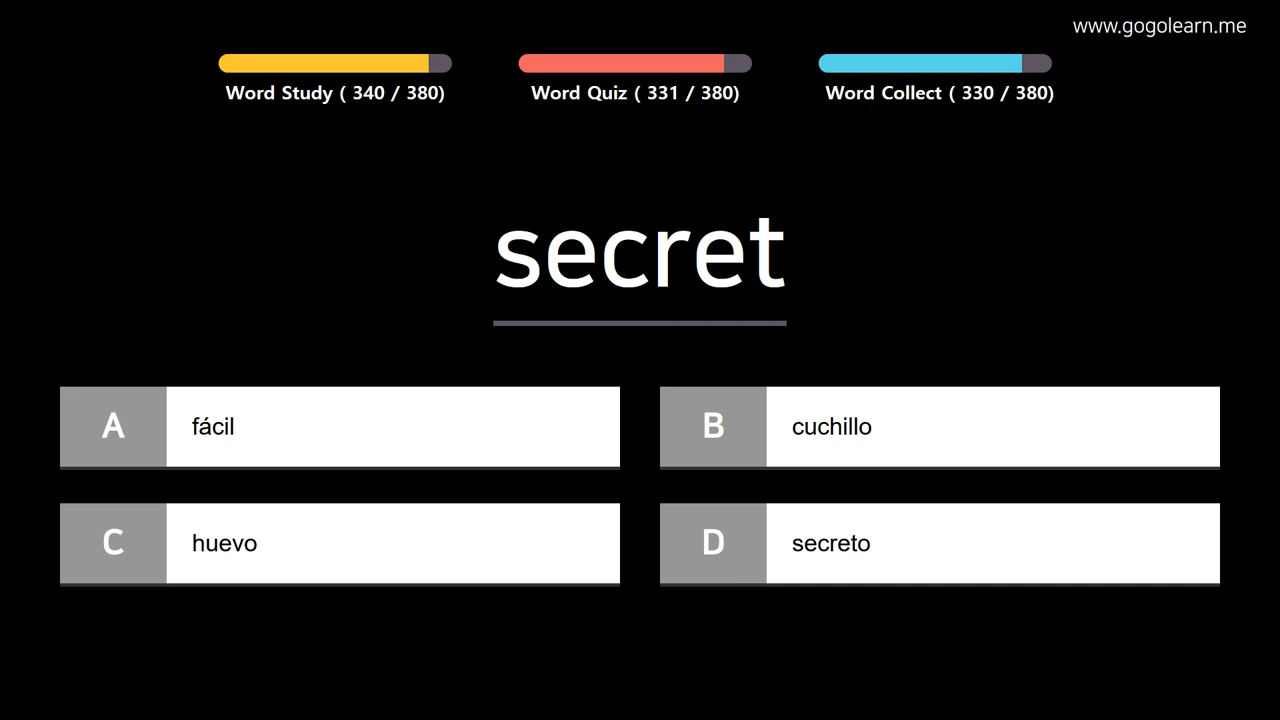 www.gogolearn.me
Word Study ( 340 / 380)
Word Quiz ( 331 / 380)
Word Collect ( 330 / 380)
secret
A fácil
B cuchillo
C huevo
D secreto